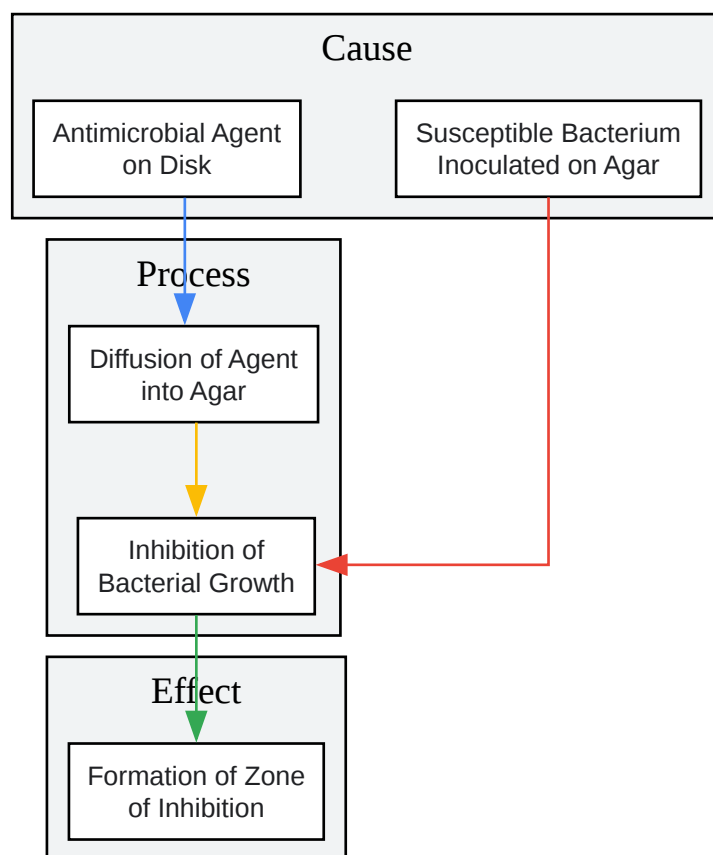 Cause
Antimicrobial Agent
on Disk
Susceptible Bacterium
Inoculated on Agar
Process
Diffusion of Agent
into Agar
Inhibition of
Bacterial Growth
Effect
Formation of Zone
of Inhibition